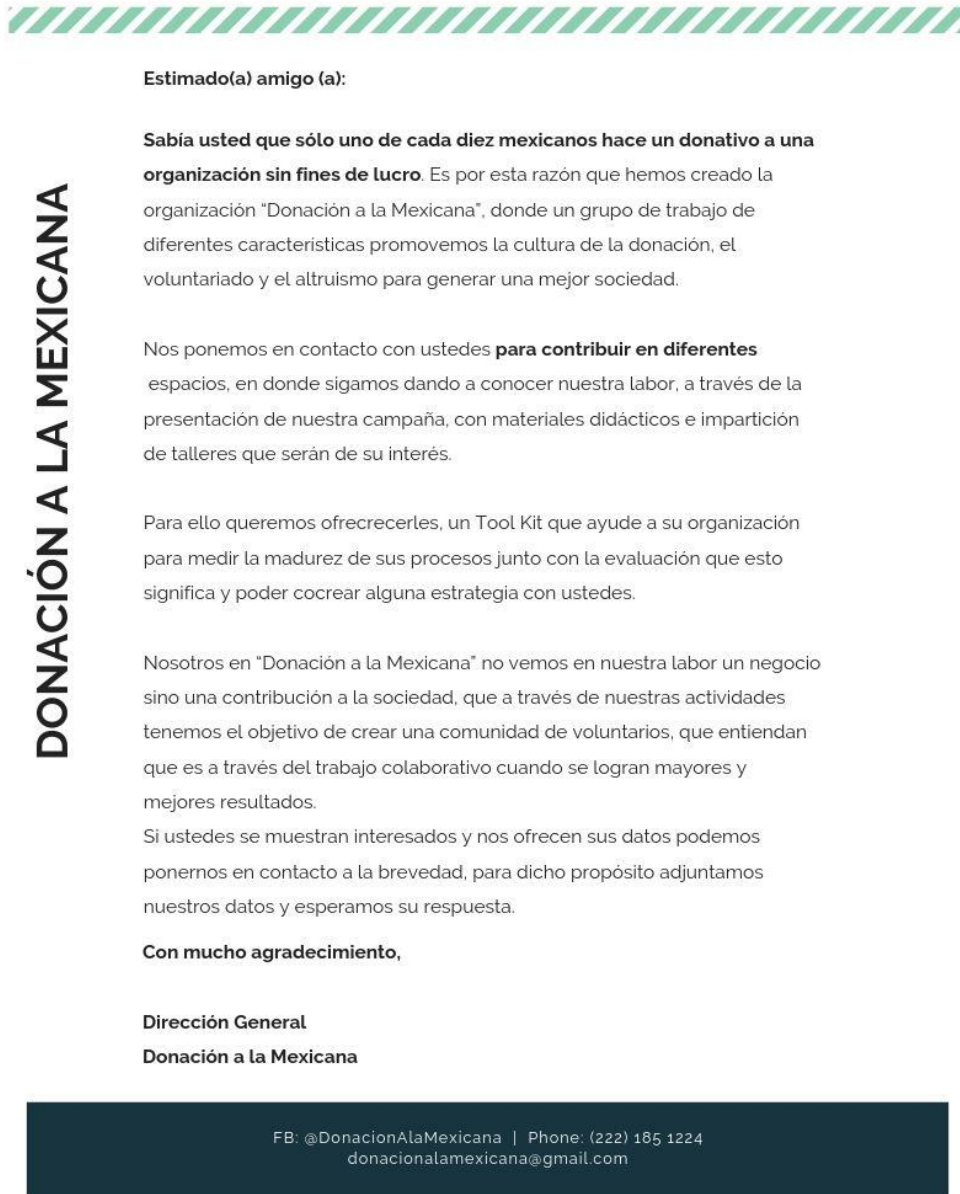 DONACIÓN A LA MEXICANA
Estimado(a) amigo (a):
Sabía usted que sólo uno de cada diez mexicanos hace un donativo a una
organización sin fines de lucro. Es por esta razón que hemos creado la
organización “Donación a la Mexicana”, donde un grupo de trabajo de
diferentes características promovemos la cultura de la donación, el
voluntariado y el altruismo para generar una mejor sociedad.
Nos ponemos en contacto con ustedes para contribuir en diferentes
espacios, en donde sigamos dando a conocer nuestra labor, a través de la
presentación de nuestra campaña, con materiales didácticos e impartición
de talleres que serán de su interés.
Para ello queremos ofrecrecerles, un Tool Kit que ayude a su organización
para medir la madurez de sus procesos junto con la evaluación que esto
significa y poder cocrear alguna estrategia con ustedes.
Nosotros en “Donación a la Mexicana” no vemos en nuestra labor un negocio
sino una contribución a la sociedad, que a través de nuestras actividades
tenemos el objetivo de crear una comunidad de voluntarios, que entiendan
que es a través del trabajo colaborativo cuando se logran mayores y
mejores resultados.
Si ustedes se muestran interesados y nos ofrecen sus datos podemos
ponernos en contacto a la brevedad, para dicho propósito adjuntamos
nuestros datos y esperamos su respuesta.
Con mucho agradecimiento,
Dirección General
Donación a la Mexicana
FB: @DonacionAlaMexicana | Phone: (222) 185 1224
donacionalamexicana@gmail.com